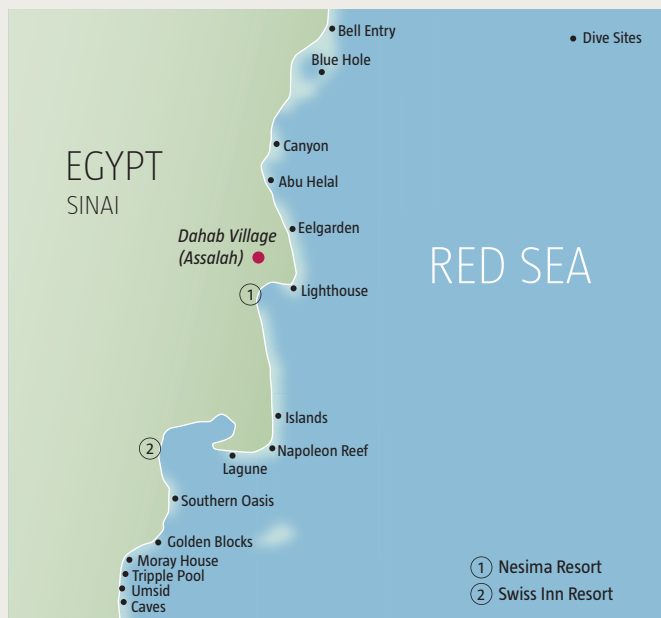 Bell Entry
Dive Sites
Blue Hole
Canyon
EGYPT
SINAI
Abu Helal
Eelgarden
Dahab Village
(Assalah)
RED SEA
1
Lighthouse
Islands
2
Napoleon Reef
Lagune
Southern Oasis
Golden Blocks
Moray House
Tripple Pool
Umsid
Caves
1 Nesima Resort
2 Swiss Inn Resort